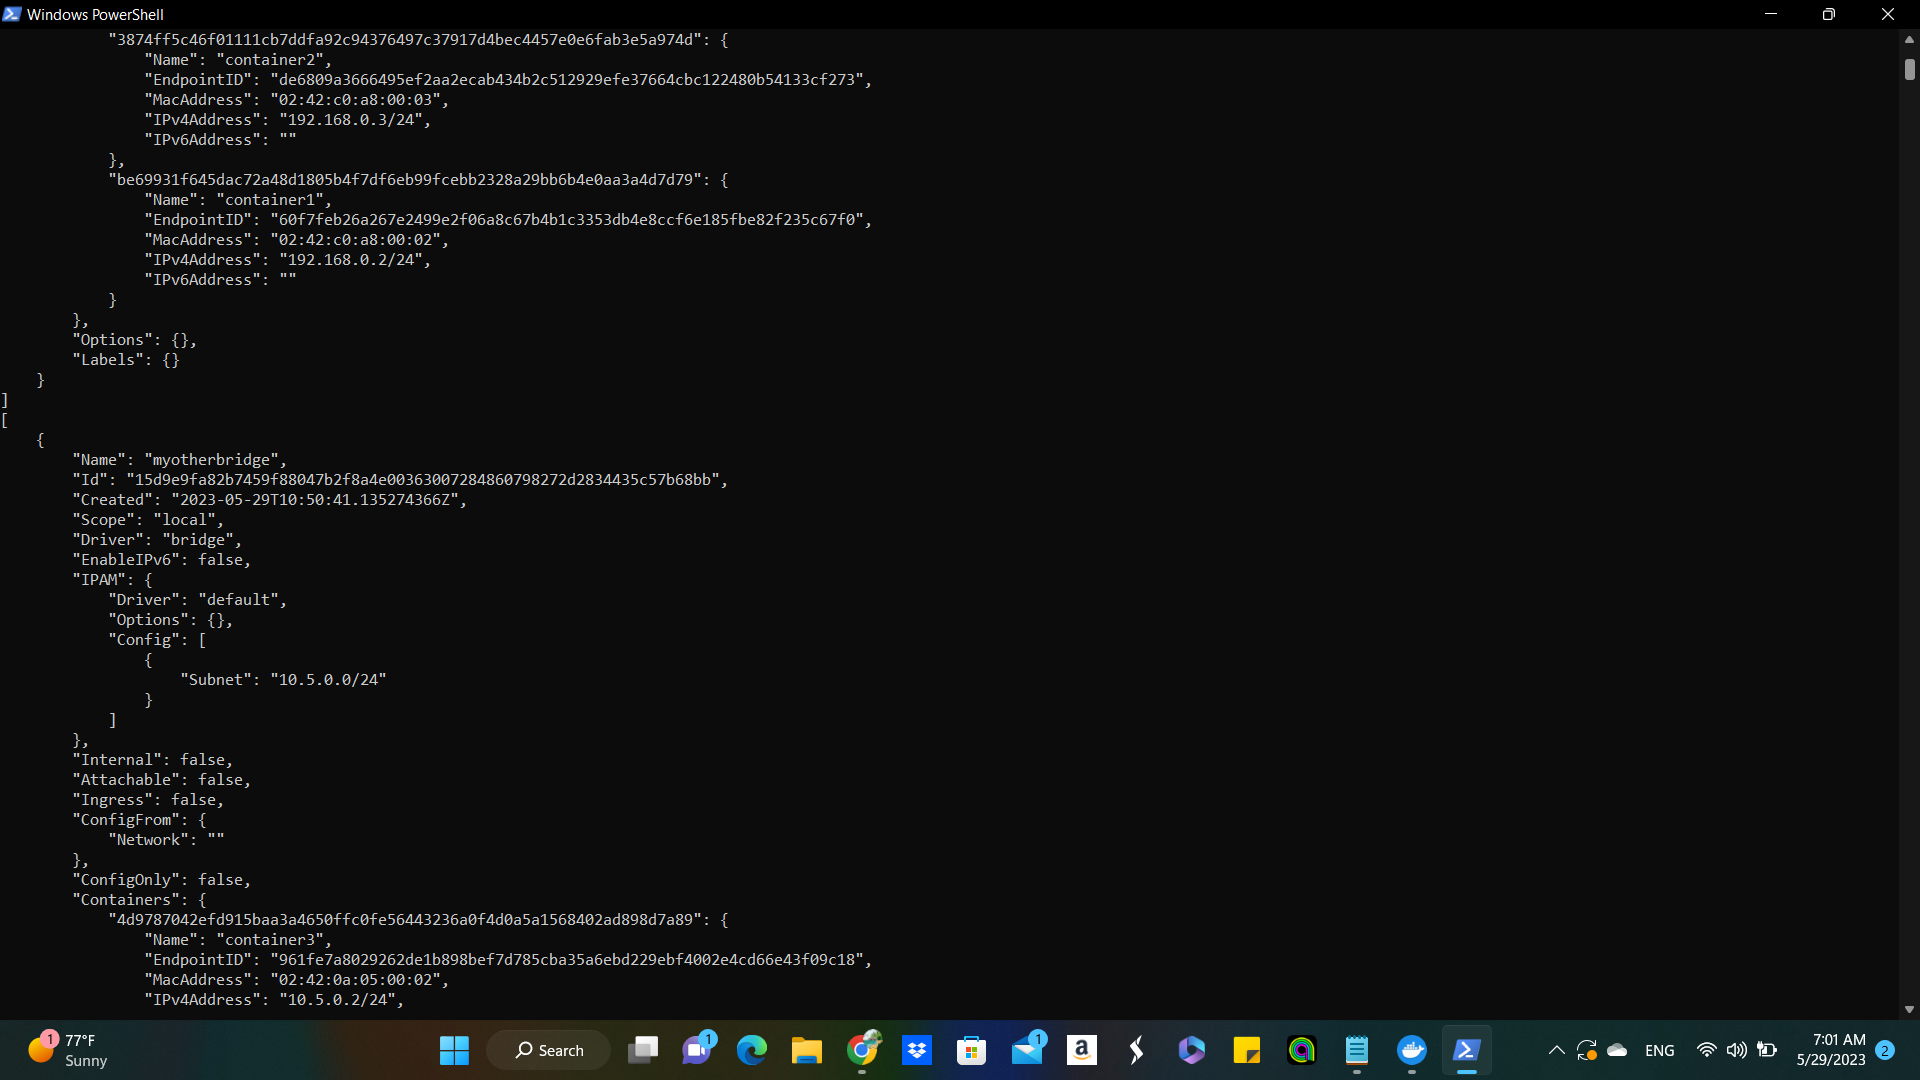 Windows PowerShell
"3874ff5c46f01111cb7ddfa92c94376497c37917d4bec4457e0e6fab3e5a974d": {
"Name": "container2",
"EndpointID": "de6809a3666495ef2aa2ecab434b2c512929efe37664cbc122480b54133cf273",
"MacAddress": "02:42:c0:a8:00:03",
"IPv4Address": "192.168.0.3/24",
"IPv6Address": ""
},
"be69931f645dac72a48d1805b4f7df6eb99fcebb2328a29bb6b4e0aa3a4d7d79": {
"Name": "container1",
"EndpointID": "60f7feb26a267e2499e2f06a8c67b4b1c3353db4e8ccf6e185fbe82f235c67f0",
"MacAddress": "02:42:c0:a8:00:02",
"IPv4Address": "192.168.0.2/24",
"IPv6Address": ""
}
},
"Options": {},
"Labels": {}
}
]
[
{
"Name": "myotherbridge",
"Id": "15d9e9fa82b7459f88047b2f8a4e00363007284860798272d2834435c57b68bb",
"Created": "2023-05-29T10:50:41.135274366Z",
"Scope": "local",
"Driver": "bridge",
"EnableIPv6": false,
"IPAM": {
"Driver": "default",
"Options": {},
"Config": [
{
"Subnet": "10.5.0.0/24"
}
]
},
"Internal": false,
"Attachable": false,
"Ingress": false,
"ConfigFrom": {
"Network": ""
},
"ConfigOnly": false,
"Containers": {
"4d9787042efd915baa3a4650ffc0fe56443236a0f4d0a5a1568402ad898d7a89": {
"Name": "container3",
"EndpointID": "961fe7a8029262de1b898bef7d785cba35a6ebd229ebf4002e4cd66e43f09c18",
"MacAddress": "02:42:0a:05:00:02",
"IPv4Address": "10.5.0.2/24",
1
77°F
Sunny
Search
1
1
a
ENG
7:01 AM
5/29/2023
2